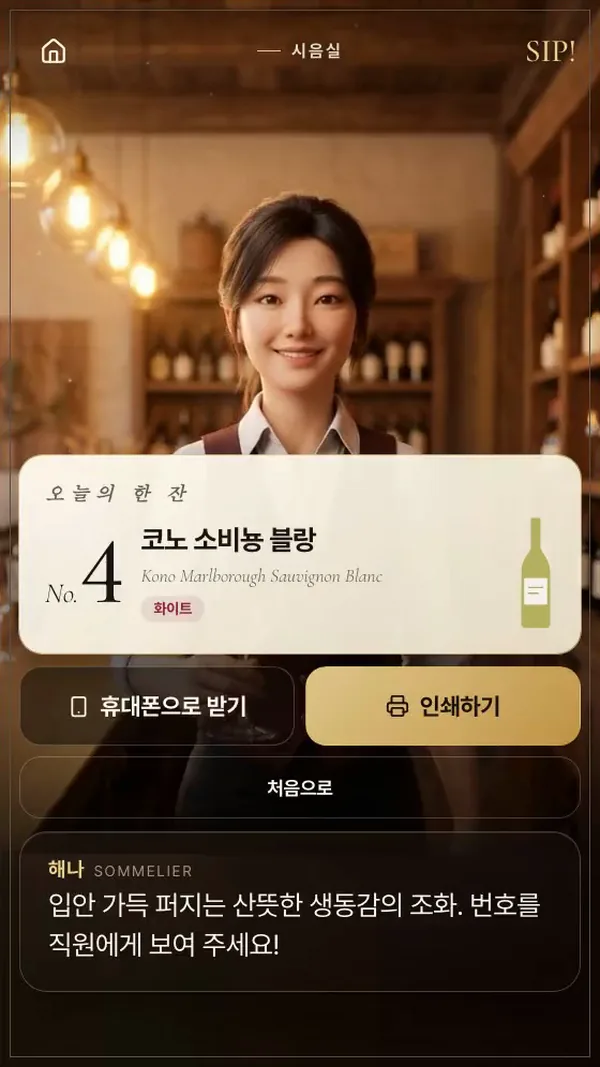 시음실
SIP!
오늘의 한 잔
No. 4
코노 소비뇽 블랑
Kono Marlborough Sauvignon Blanc
화이트
휴대폰으로 받기
인쇄하기
처음으로
해나 SOMMELIER
입안 가득 퍼지는 산뜻한 생동감의 조화. 번호를
직원에게 보여 주세요!